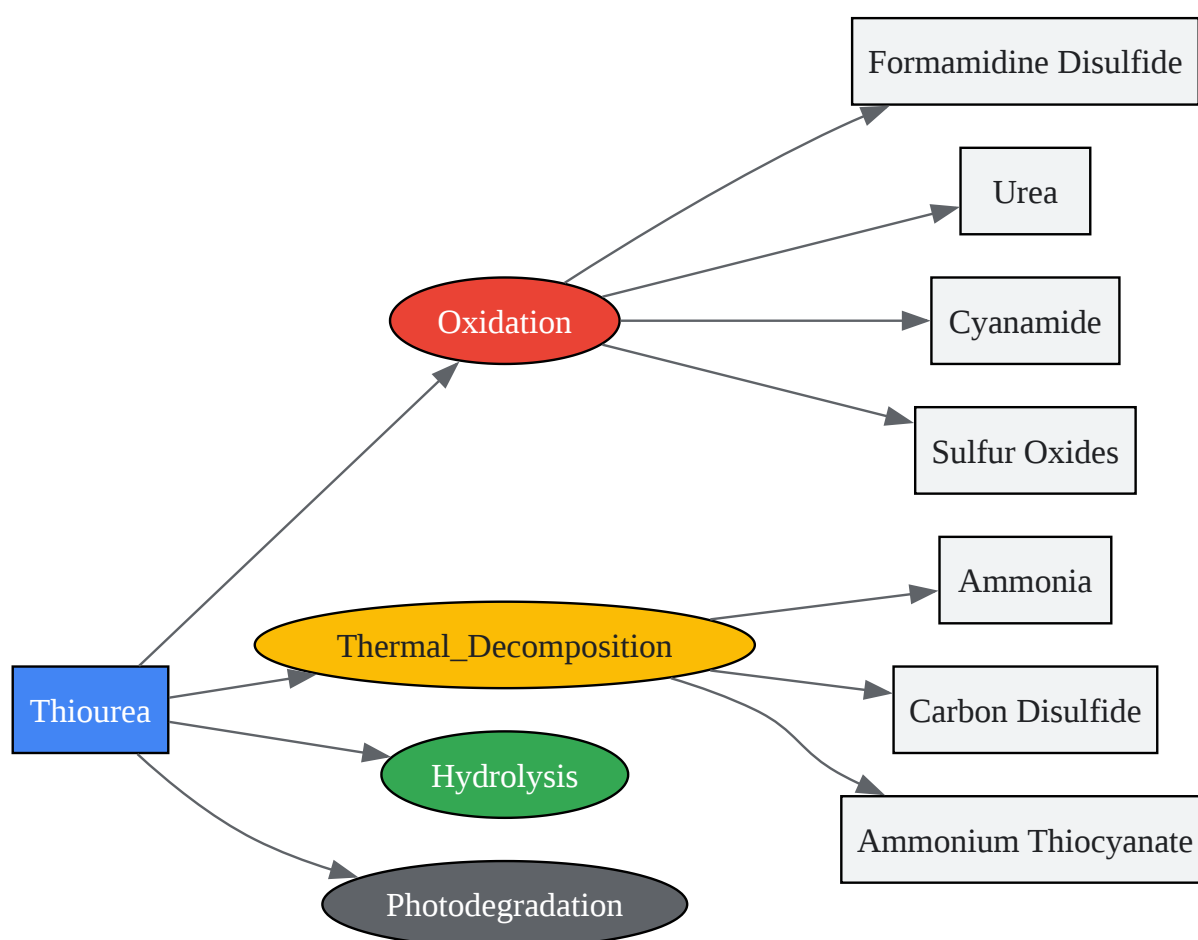 Formamidine Disulfide
Urea
Oxidation
Cyanamide
Sulfur Oxides
Ammonia
Thermal_Decomposition
Thiourea
Carbon Disulfide
Hydrolysis
Ammonium Thiocyanate
Photodegradation